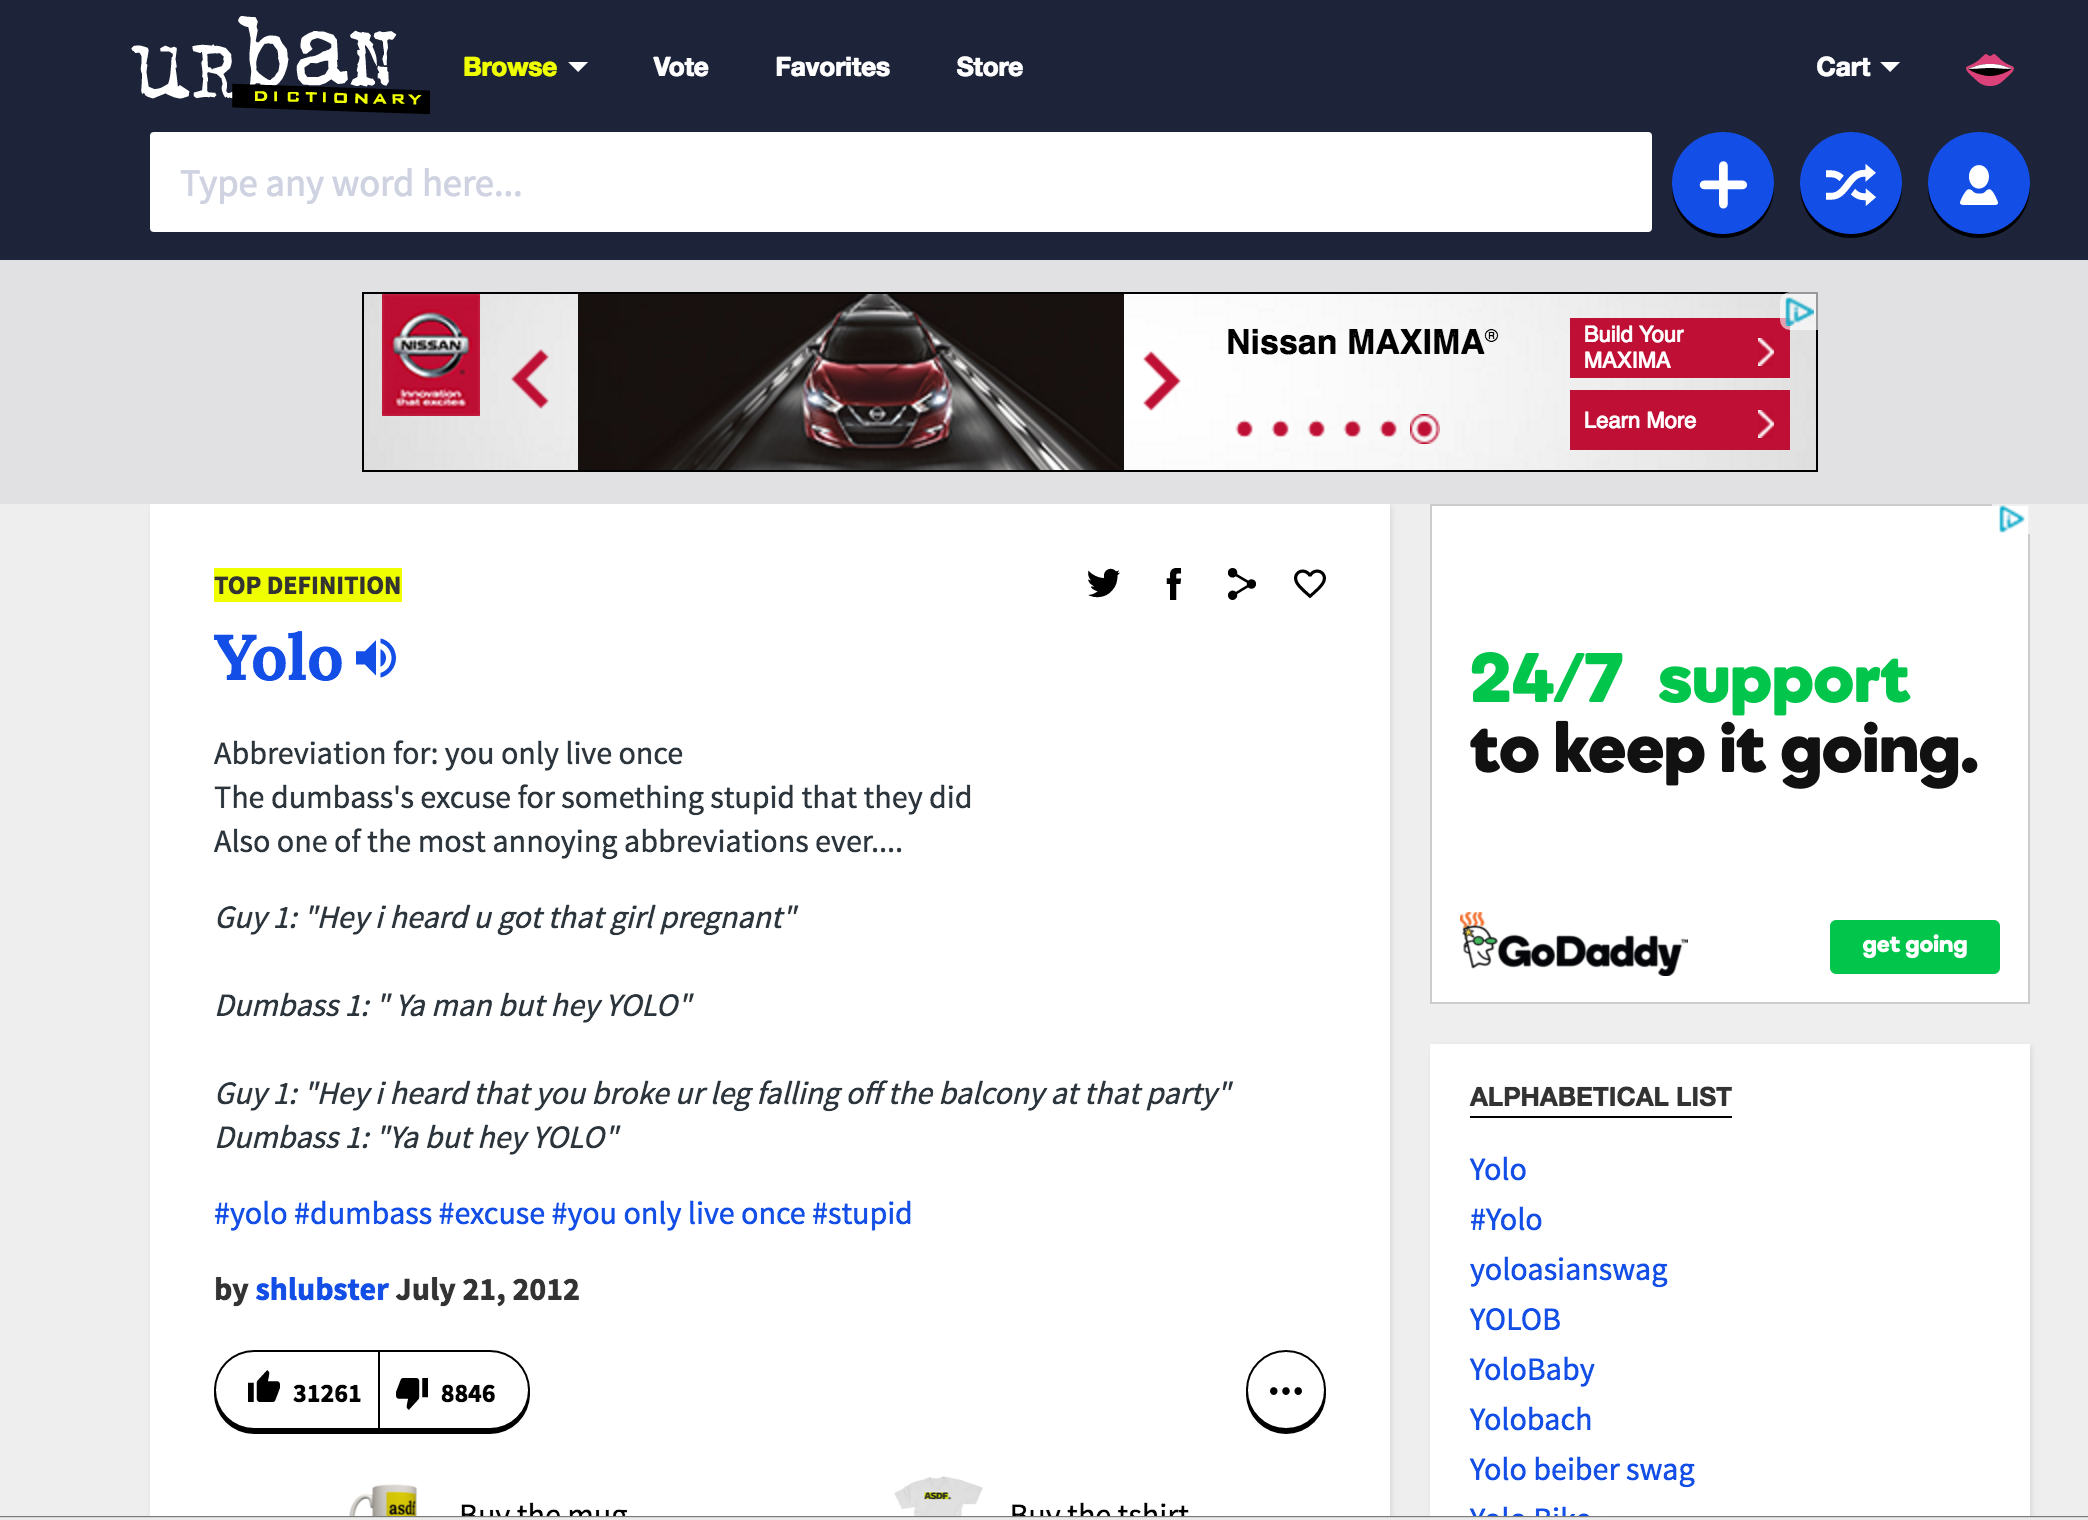 urban
DICTIONARY
Browse Vote Favorites Store Cart
Type any word here...
NISSAN
Innovation
that excites
Nissan MAXIMA®
Build Your
MAXIMA
Learn More
TOP DEFINITION
Yolo
Abbreviation for: you only live once
The dumbass's excuse for something stupid that they did
Also one of the most annoying abbreviations ever....
Guy 1: "Hey i heard u got that girl pregnant"
Dumbass 1: " Ya man but hey YOLO"
Guy 1: "Hey i heard that you broke ur leg falling off the balcony at that party"
Dumbass 1: "Ya but hey YOLO"
#yolo #dumbass #excuse #you only live once #stupid
by shlubster July 21, 2012
31261 8846
asdf
Buy the mug
ASDF.
Buy the tshirt
24/7 support
to keep it going.
GoDaddy™
get going
ALPHABETICAL LIST
Yolo
#Yolo
yoloasianswag
YOLOB
YoloBaby
Yolobach
Yolo beiber swag
Yolo Bike